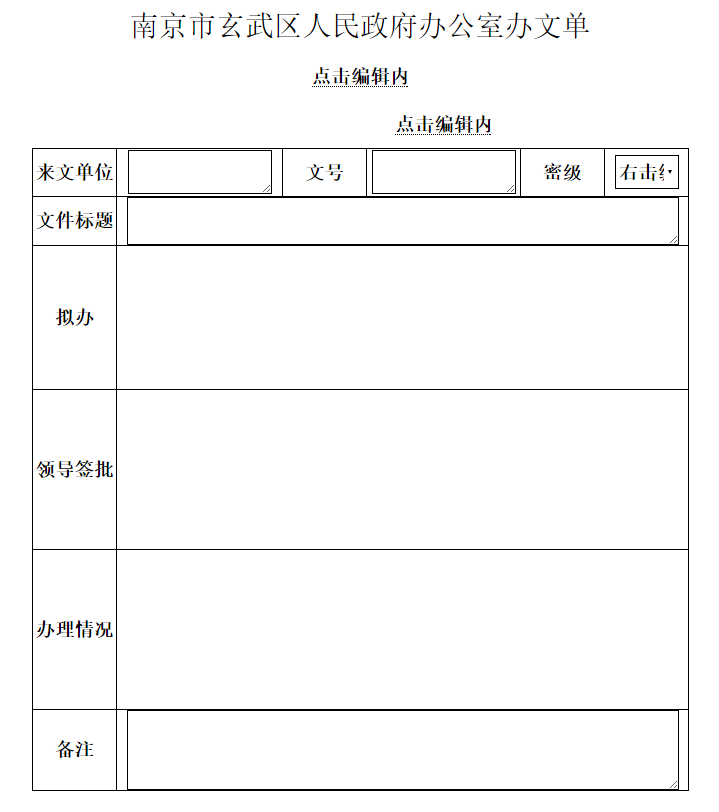 南京市玄武区人民政府办公室办文单
点击编辑内
点击编辑内
来文单位 文号 密级 右击
文件标题
拟办
领导签批
办理情况
备注